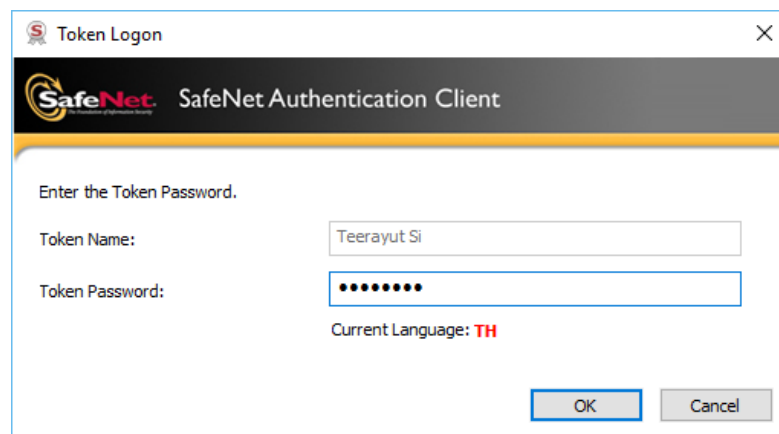 Token Logon
SafeNet. SafeNet Authentication Client
The Foundation of Information Security
Enter the Token Password.
Token Name: Teerayut Si
Token Password: ••••••••
Current Language: TH
OK Cancel